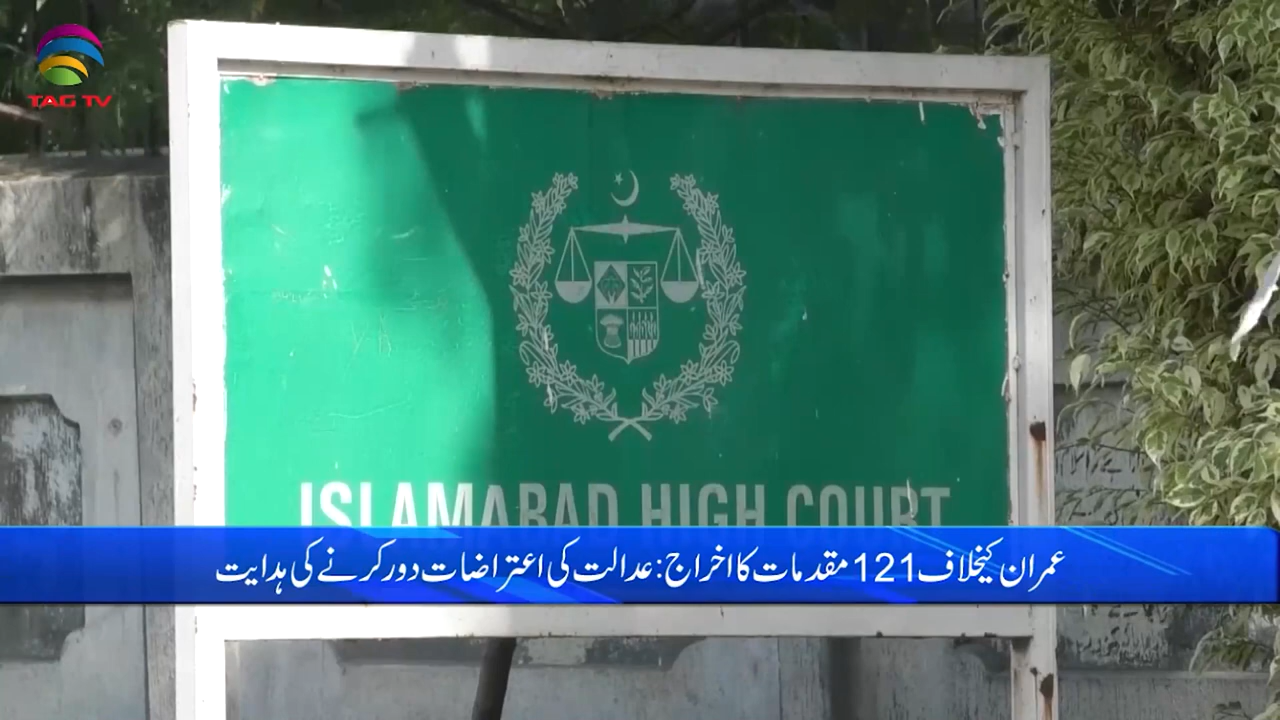 TAG TV
ISLAMABAD HIGH COURT
عمران کیخلاف 121 مقدمات کا اخراج: عدالت کی اعتراضات دور کرنے کی ہدایت